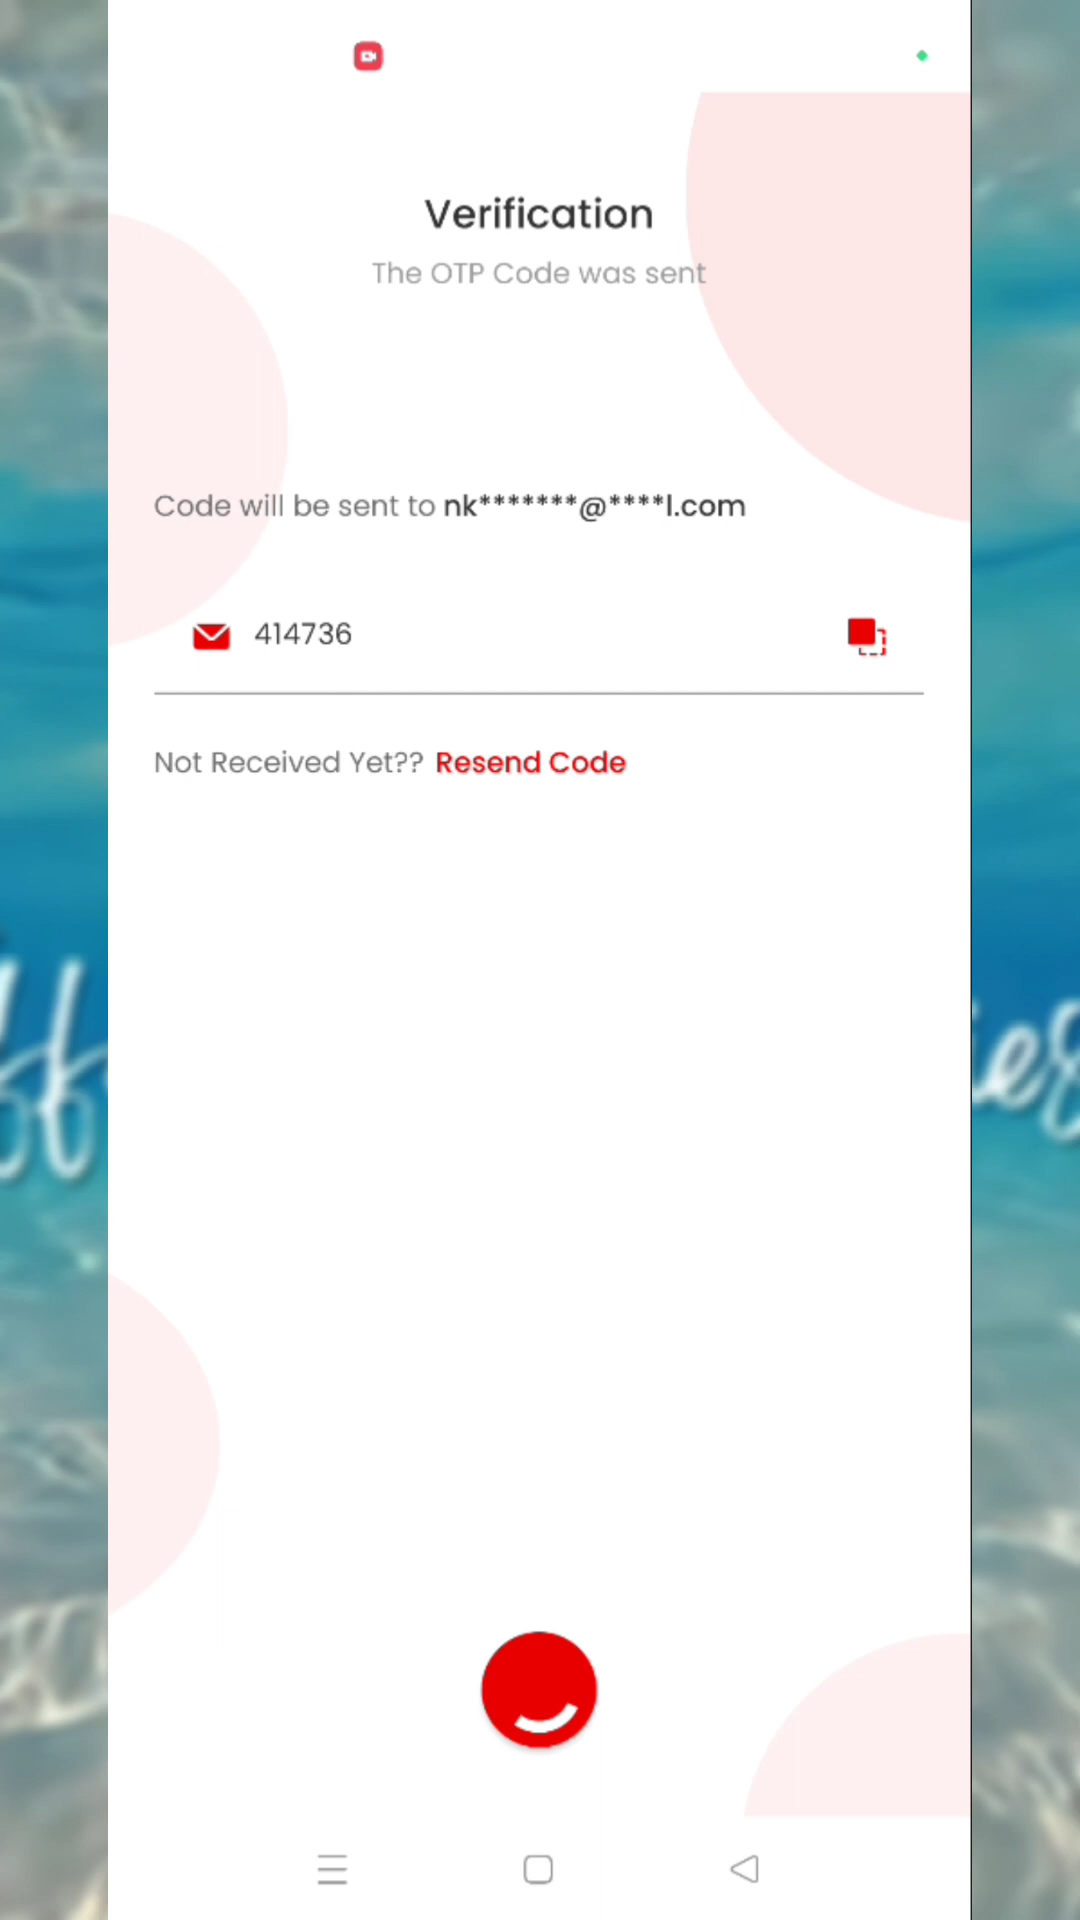 Verification
The OTP Code was sent
Code will be sent to nk*******@****l.com
414736
Not Received Yet?? Resend Code